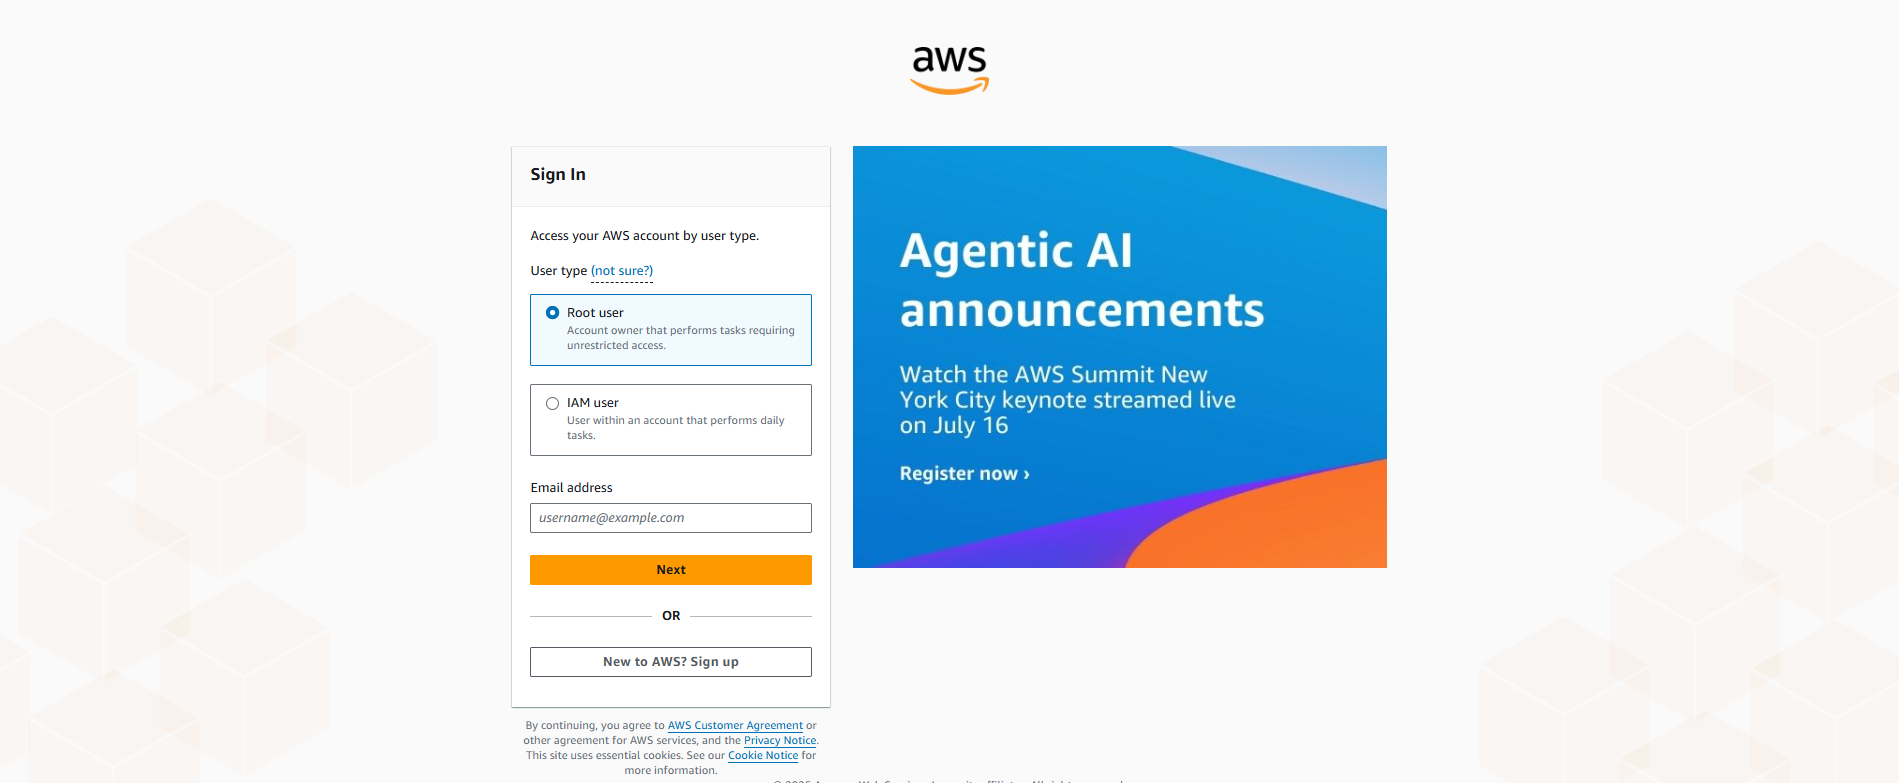 aws
Sign In
Access your AWS account by user type.
User type (not sure?)
Root user
Account owner that performs tasks requiring
unrestricted access.
IAM user
User within an account that performs daily
tasks.
Email address
username@example.com
Next
OR
New to AWS? Sign up
By continuing, you agree to AWS Customer Agreement or
other agreement for AWS services, and the Privacy Notice.
This site uses essential cookies. See our Cookie Notice for
more information.
Agentic AI
announcements
Watch the AWS Summit New
York City keynote streamed live
on July 16
Register now ›